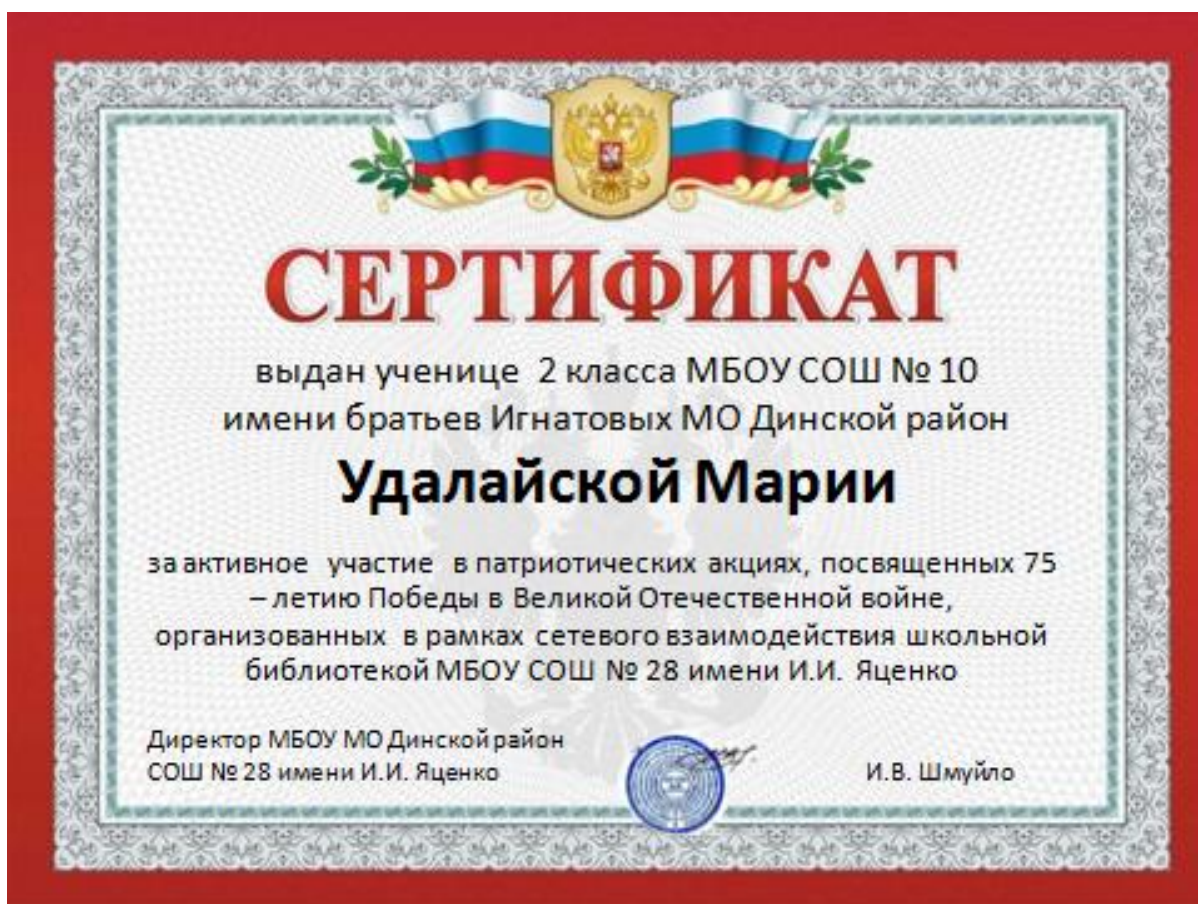 СЕРТИФИКАТ
выдан ученице 2 класса МБОУ СОШ № 10
имени братьев Игнатовых МО Динской район
Удалайской Марии
за активное участие в патриотических акциях, посвященных 75
– летию Победы в Великой Отечественной войне,
организованных в рамках сетевого взаимодействия школьной
библиотекой МБОУ СОШ № 28 имени И.И. Яценко
Директор МБОУ МО Динской район
СОШ № 28 имени И.И. Яценко И.В. Шмуйло